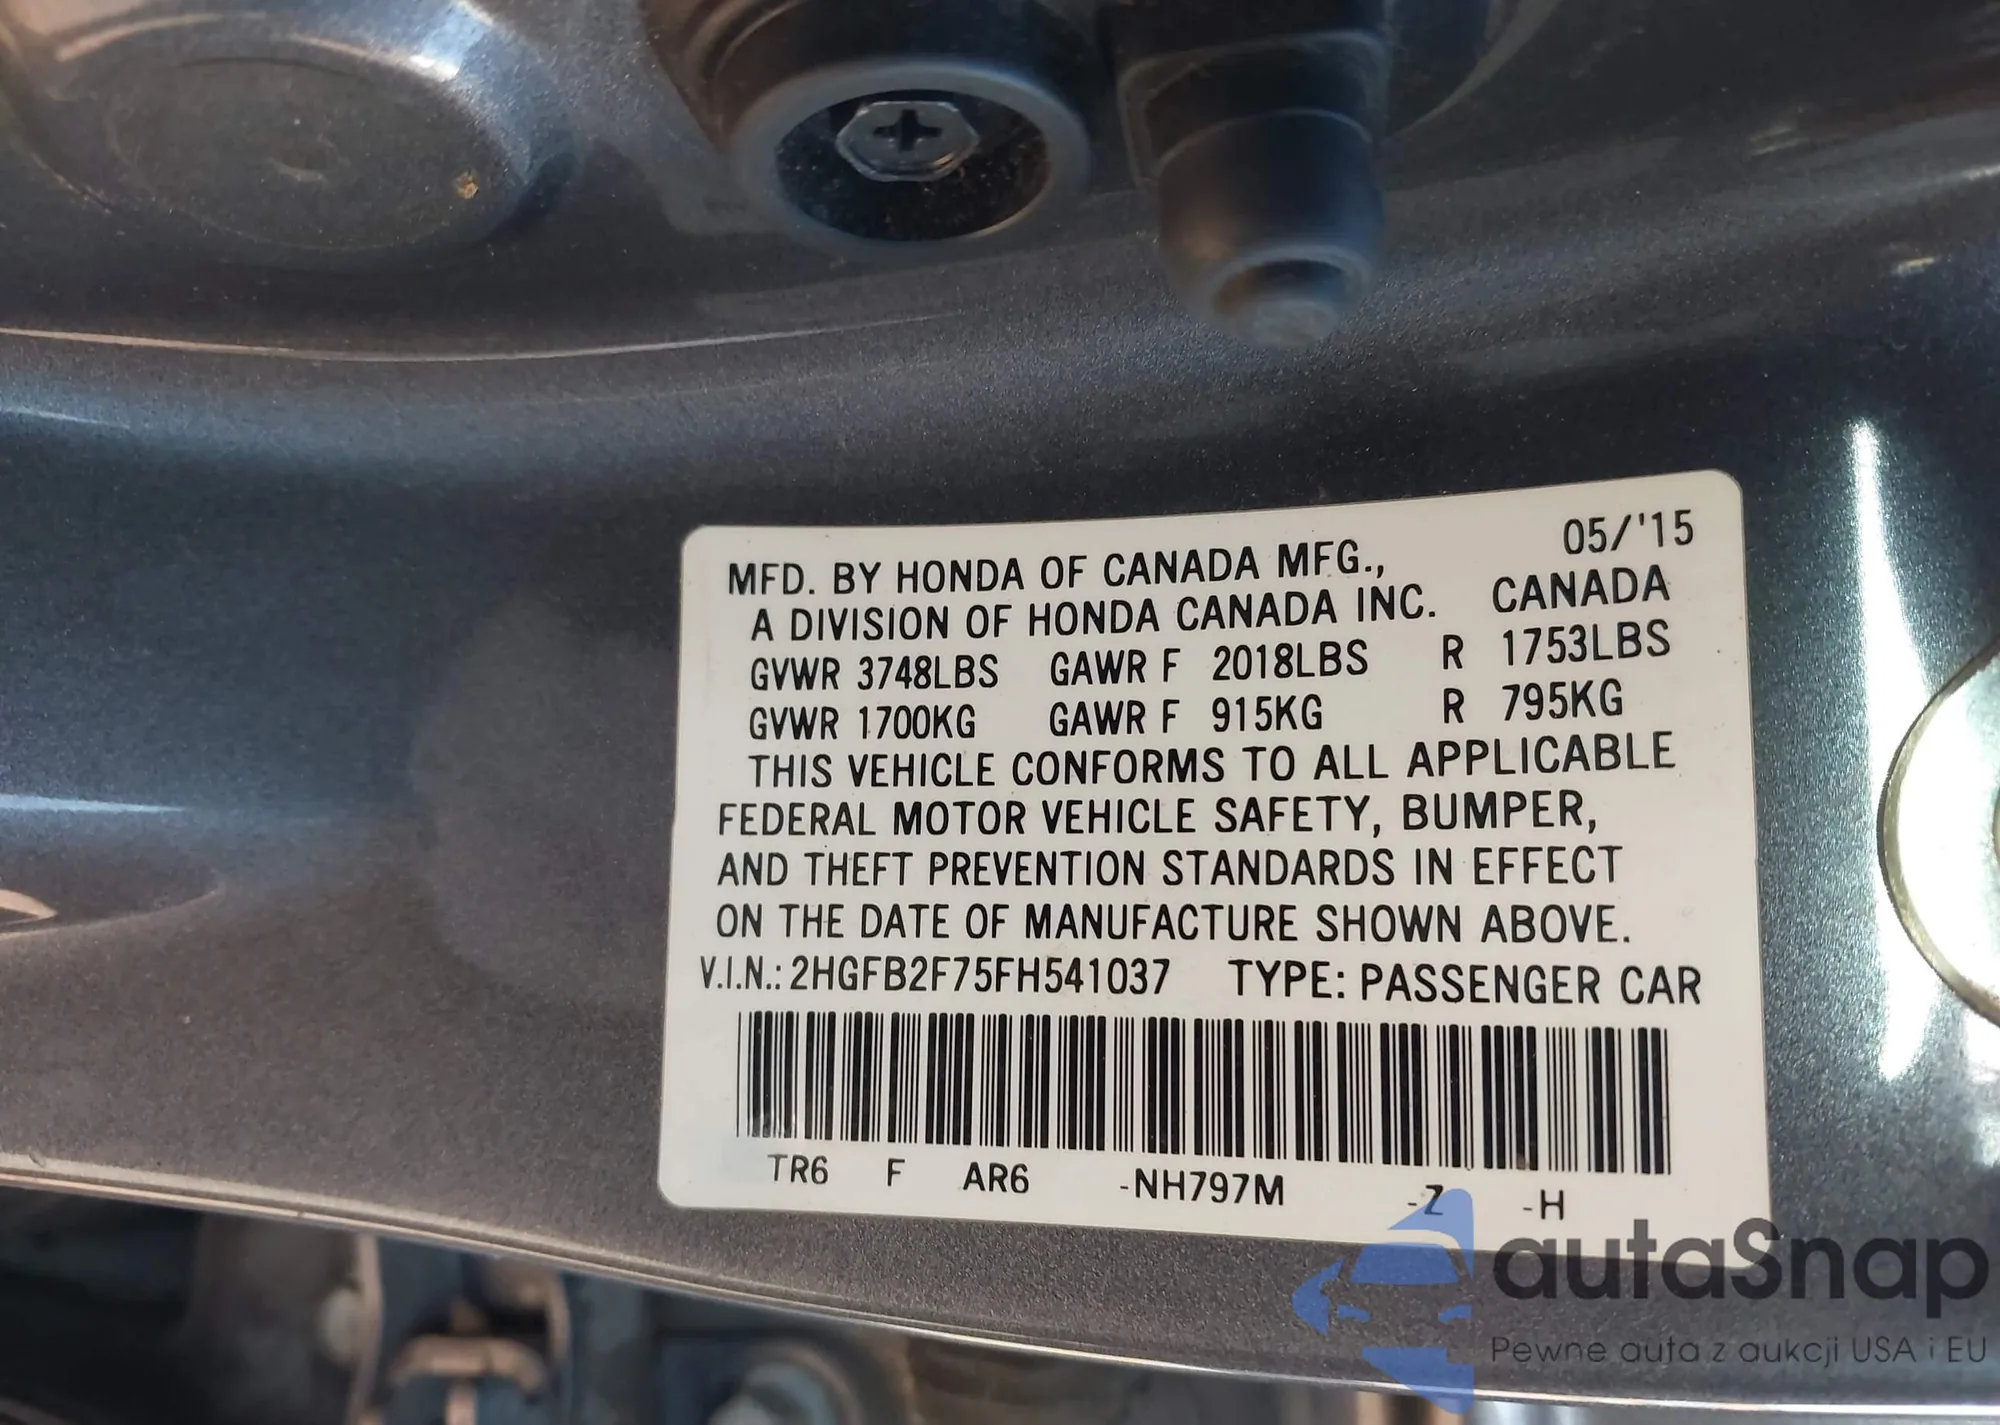 05/'15
MFD. BY HONDA OF CANADA MFG.,
A DIVISION OF HONDA CANADA INC. CANADA
GVWR 3748LBS GAWR F 2018LBS R 1753LBS
GVWR 1700KG GAWR F 915KG R 795KG
THIS VEHICLE CONFORMS TO ALL APPLICABLE
FEDERAL MOTOR VEHICLE SAFETY, BUMPER,
AND THEFT PREVENTION STANDARDS IN EFFECT
ON THE DATE OF MANUFACTURE SHOWN ABOVE.
V.I.N.: 2HGFB2F75FH541037 TYPE: PASSENGER CAR
TR6 F AR6 -NH797M -Z -H
autaSnap
Pewne auta z aukcji USA i EU